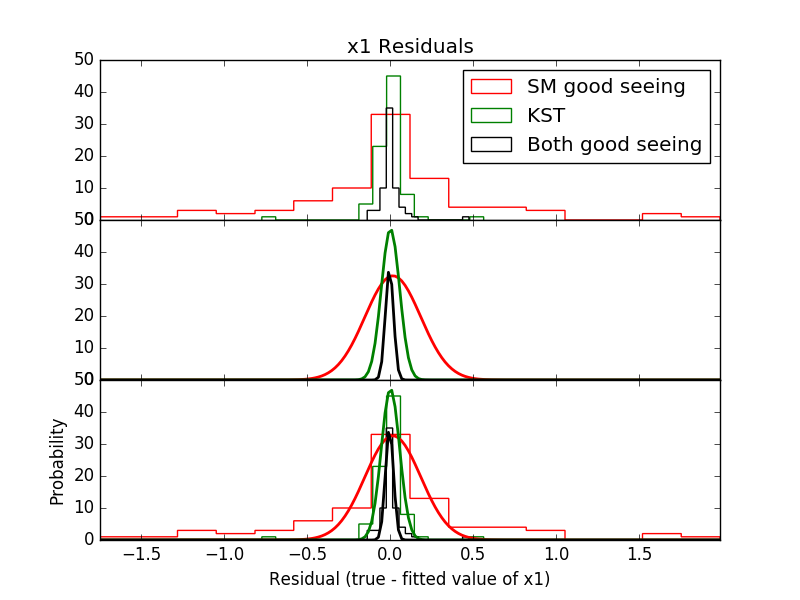 x1 Residuals
50
40
30
20
10
0
SM good seeing
KST
Both good seeing
50
40
30
20
10
0
50
40
30
20
10
0
Probability
−1.5 −1.0 −0.5 0.0 0.5 1.0 1.5
Residual (true - fitted value of x1)